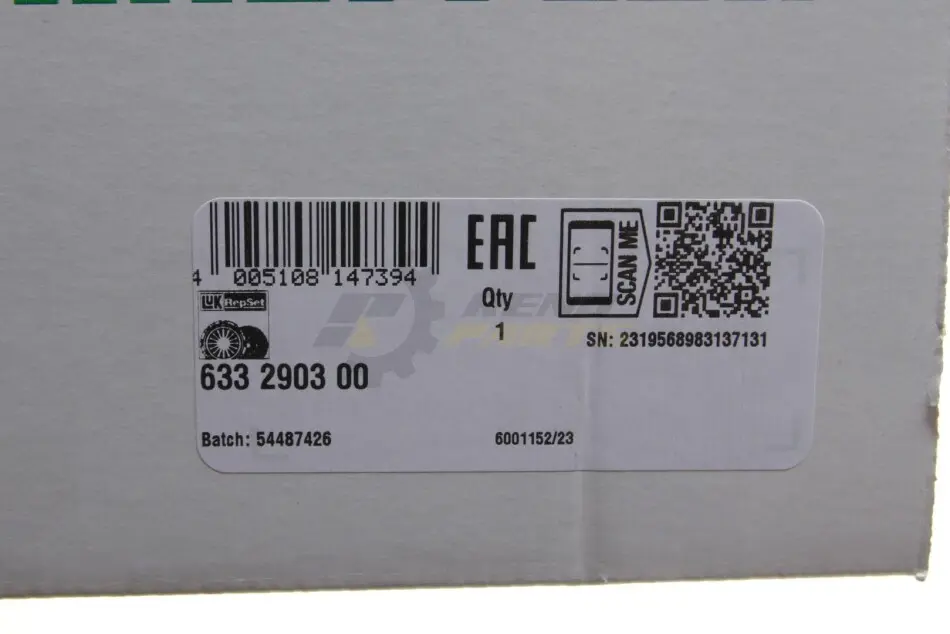 4 005108 147394
EAC
SCAN ME
LuK RepSet
Qty
1
SN: 2319568983137131
633 2903 00
Batch: 54487426
6001152/23